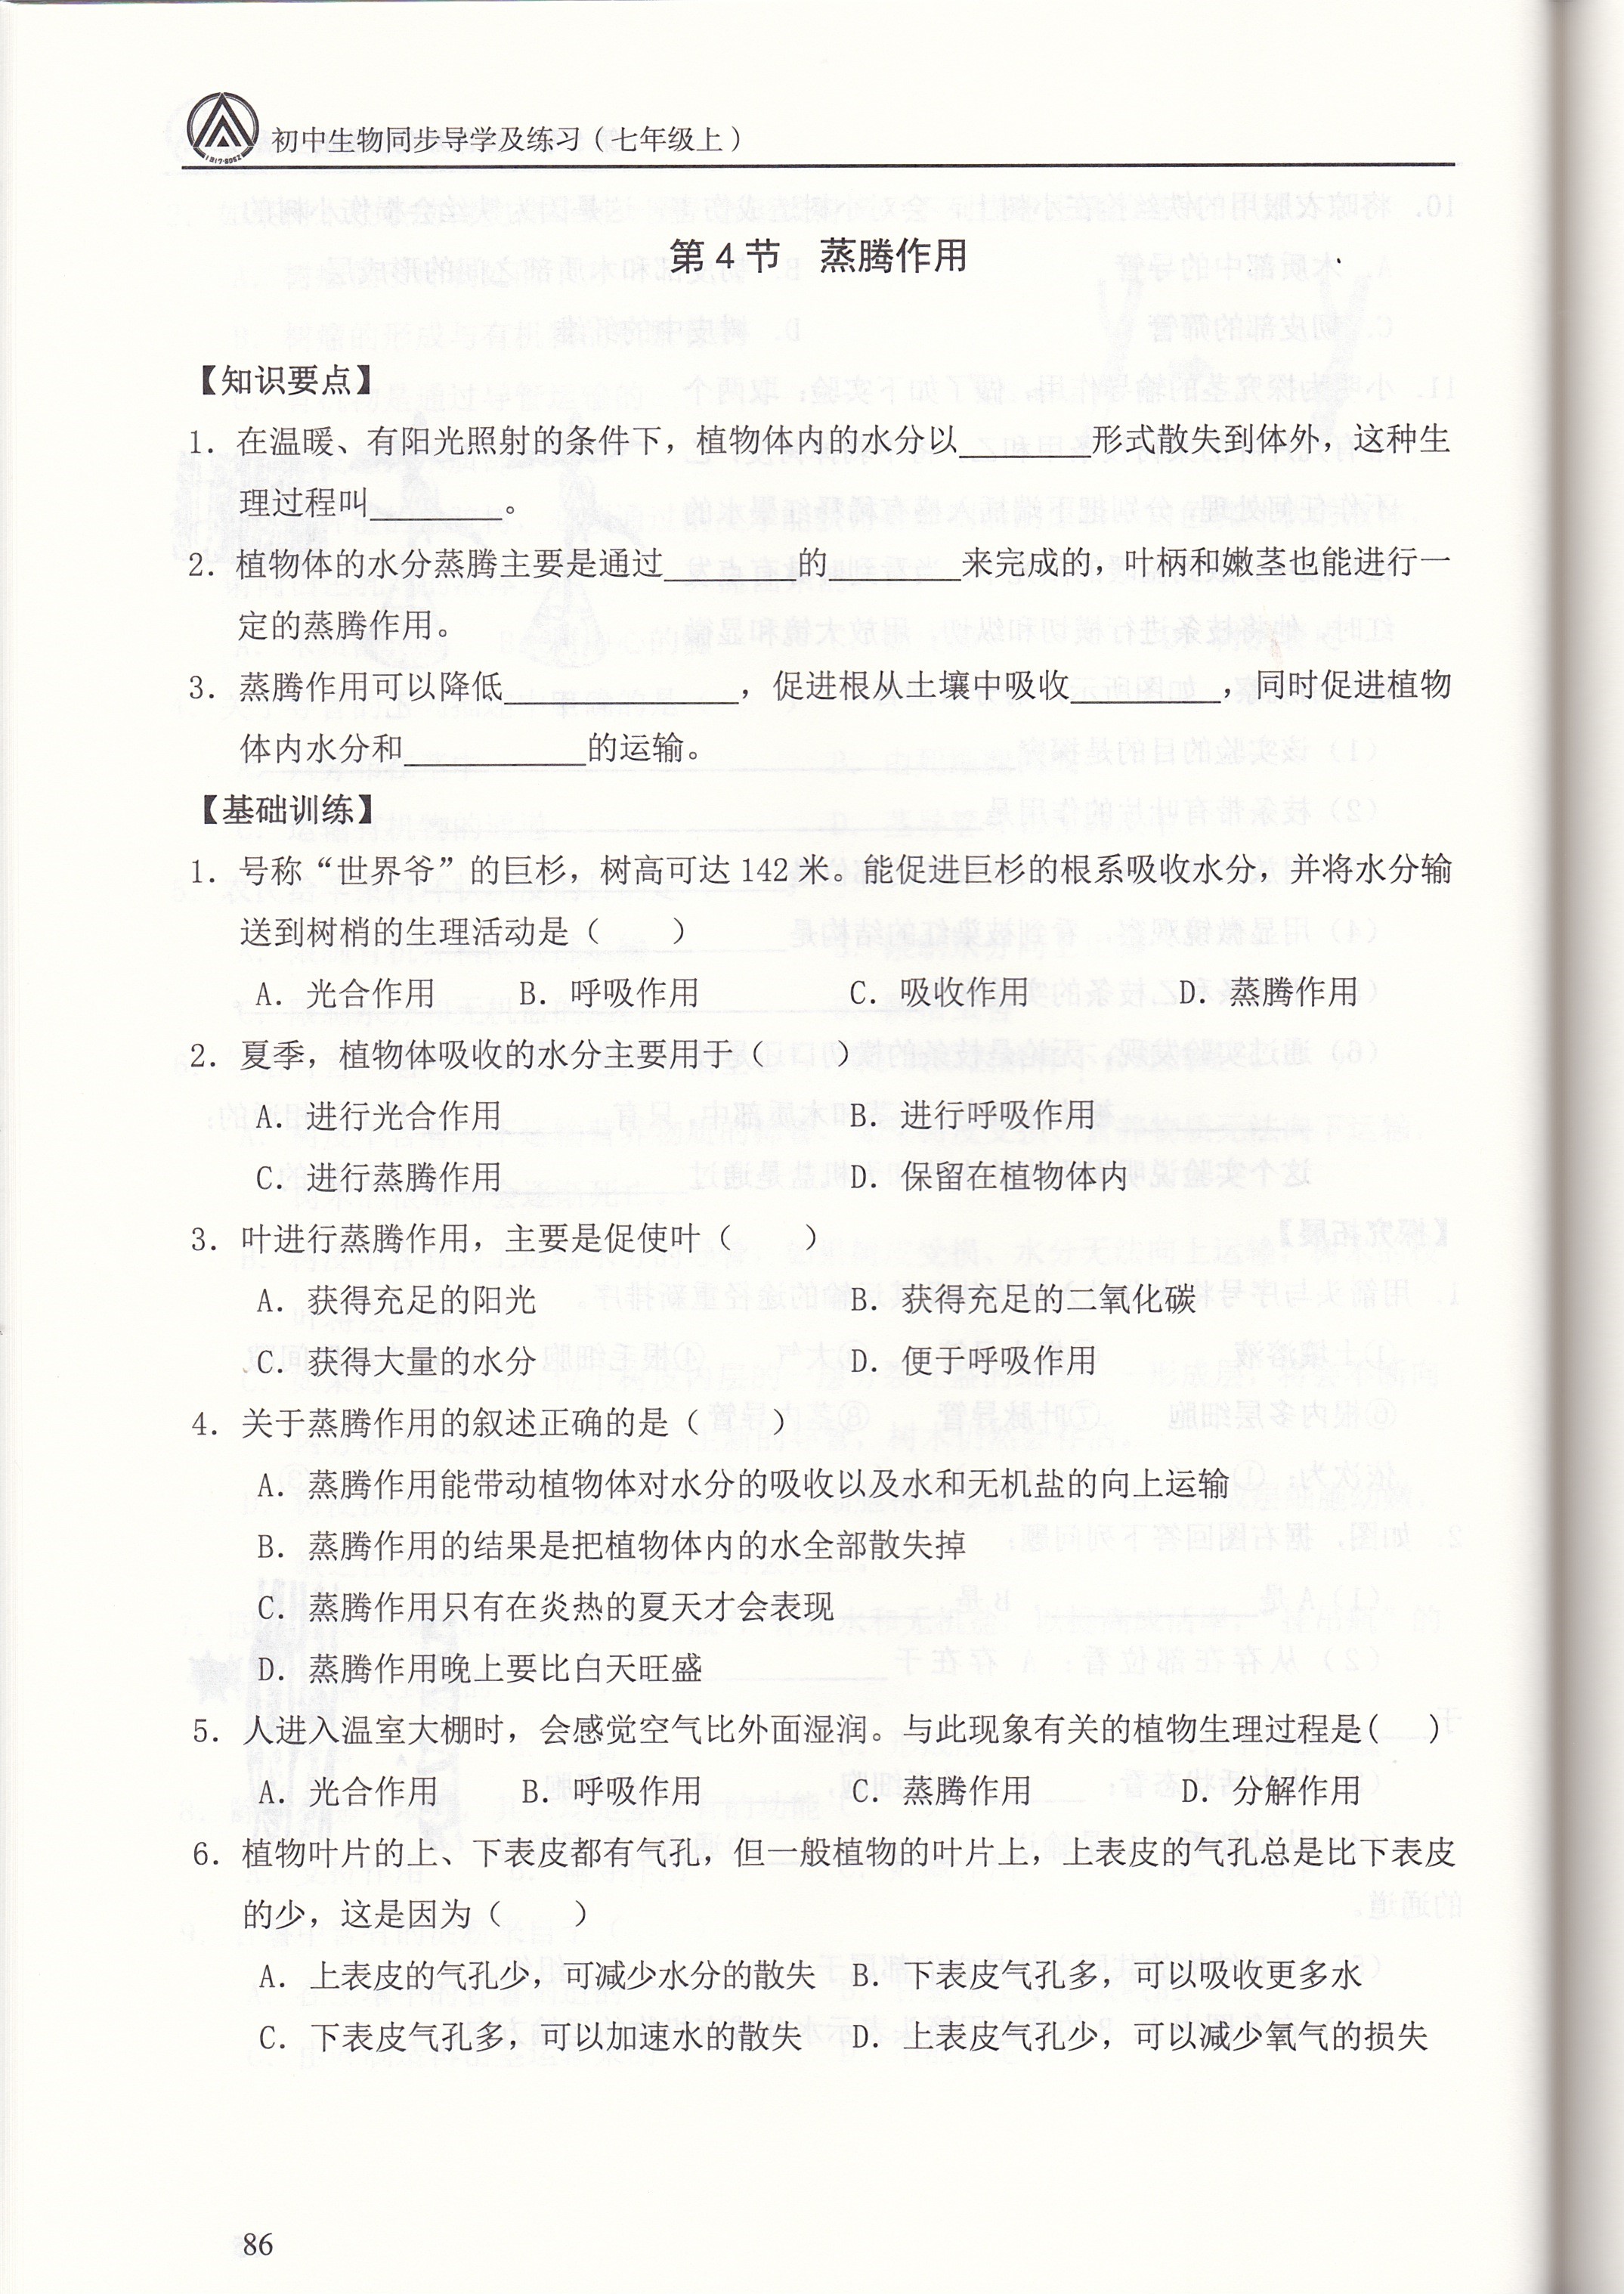 初中生物同步导学及练习（七年级上）
第 4 节　蒸腾作用
【知识要点】
1. 在温暖、有阳光照射的条件下，植物体内的水分以________形式散失到体外，这种生
理过程叫________。
2. 植物体的水分蒸腾主要是通过________的________来完成的，叶柄和嫩茎也能进行一
定的蒸腾作用。
3. 蒸腾作用可以降低______________，促进根从土壤中吸收_________，同时促进植物
体内水分和___________的运输。
【基础训练】
1. 号称“世界爷”的巨杉，树高可达 142 米。能促进巨杉的根系吸收水分，并将水分输
送到树梢的生理活动是（　　）
A. 光合作用　B. 呼吸作用　C. 吸收作用　D. 蒸腾作用
2. 夏季，植物体吸收的水分主要用于（　　）
A. 进行光合作用　B. 进行呼吸作用
C. 进行蒸腾作用　D. 保留在植物体内
3. 叶进行蒸腾作用，主要是促使叶（　　）
A. 获得充足的阳光　B. 获得充足的二氧化碳
C. 获得大量的水分　D. 便于呼吸作用
4. 关于蒸腾作用的叙述正确的是（　　）
A. 蒸腾作用能带动植物体对水分的吸收以及水和无机盐的向上运输
B. 蒸腾作用的结果是把植物体内的水全部散失掉
C. 蒸腾作用只有在炎热的夏天才会表现
D. 蒸腾作用晚上要比白天旺盛
5. 人进入温室大棚时，会感觉空气比外面湿润。与此现象有关的植物生理过程是(　　)
A. 光合作用　B. 呼吸作用　C. 蒸腾作用　D. 分解作用
6. 植物叶片的上、下表皮都有气孔，但一般植物的叶片上，上表皮的气孔总是比下表皮
的少，这是因为（　　）
A. 上表皮的气孔少，可减少水分的散失　B. 下表皮气孔多，可以吸收更多水
C. 下表皮气孔多，可以加速水的散失　D. 上表皮气孔少，可以减少氧气的损失
86